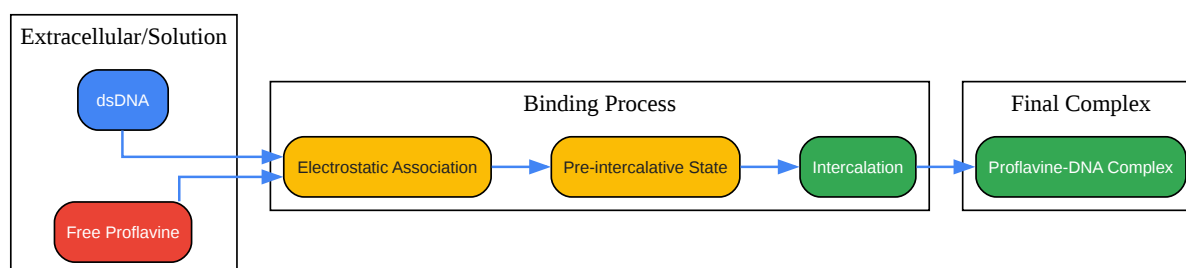 Extracellular/Solution
dsDNA
Free Proflavine
Binding Process
Electrostatic Association
Pre-intercalative State
Intercalation
Final Complex
Proflavine-DNA Complex